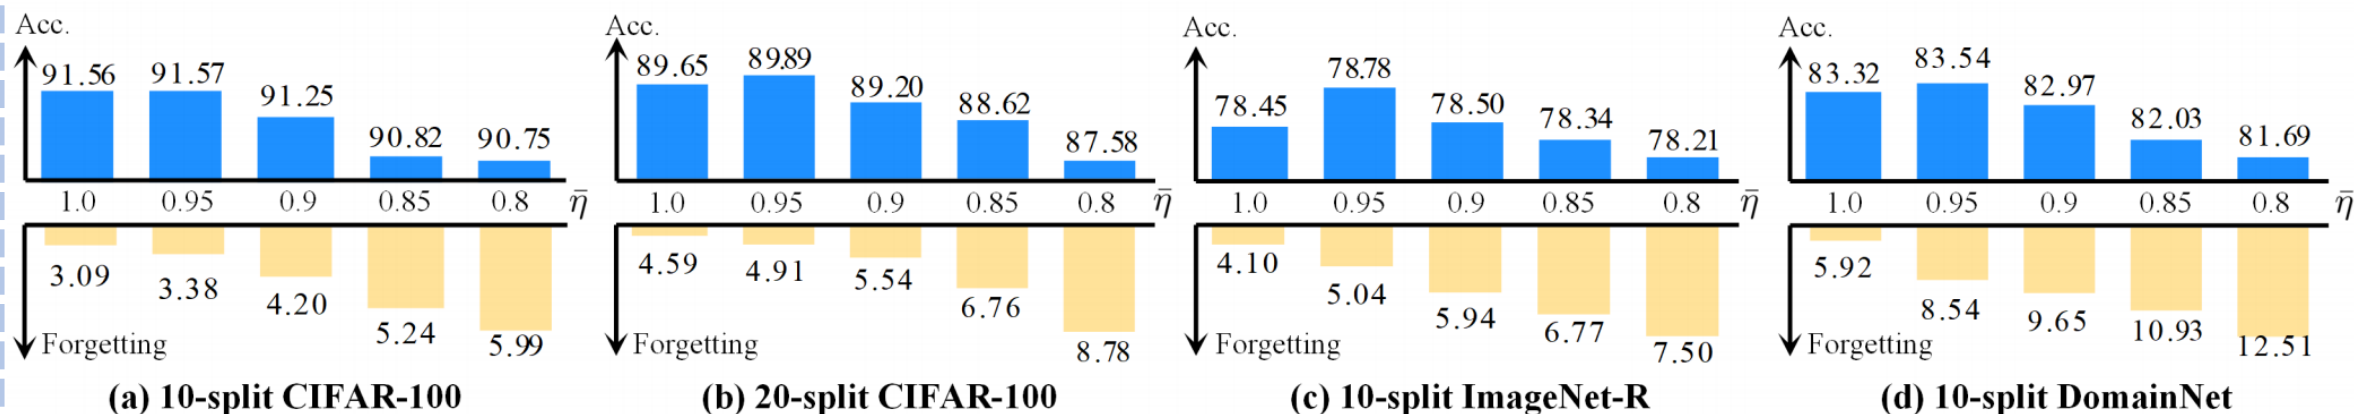 Acc.
91.56 91.57 91.25 90.82 90.75
1.0 0.95 0.9 0.85 0.8 η̄
3.09 3.38 4.20 5.24 5.99
Forgetting
(a) 10-split CIFAR-100
Acc.
89.65 89.89 89.20 88.62 87.58
1.0 0.95 0.9 0.85 0.8 η̄
4.59 4.91 5.54 6.76 8.78
Forgetting
(b) 20-split CIFAR-100
Acc.
78.45 78.78 78.50 78.34 78.21
1.0 0.95 0.9 0.85 0.8 η̄
4.10 5.04 5.94 6.77 7.50
Forgetting
(c) 10-split ImageNet-R
Acc.
83.32 83.54 82.97 82.03 81.69
1.0 0.95 0.9 0.85 0.8 η̄
5.92 8.54 9.65 10.93 12.51
Forgetting
(d) 10-split DomainNet